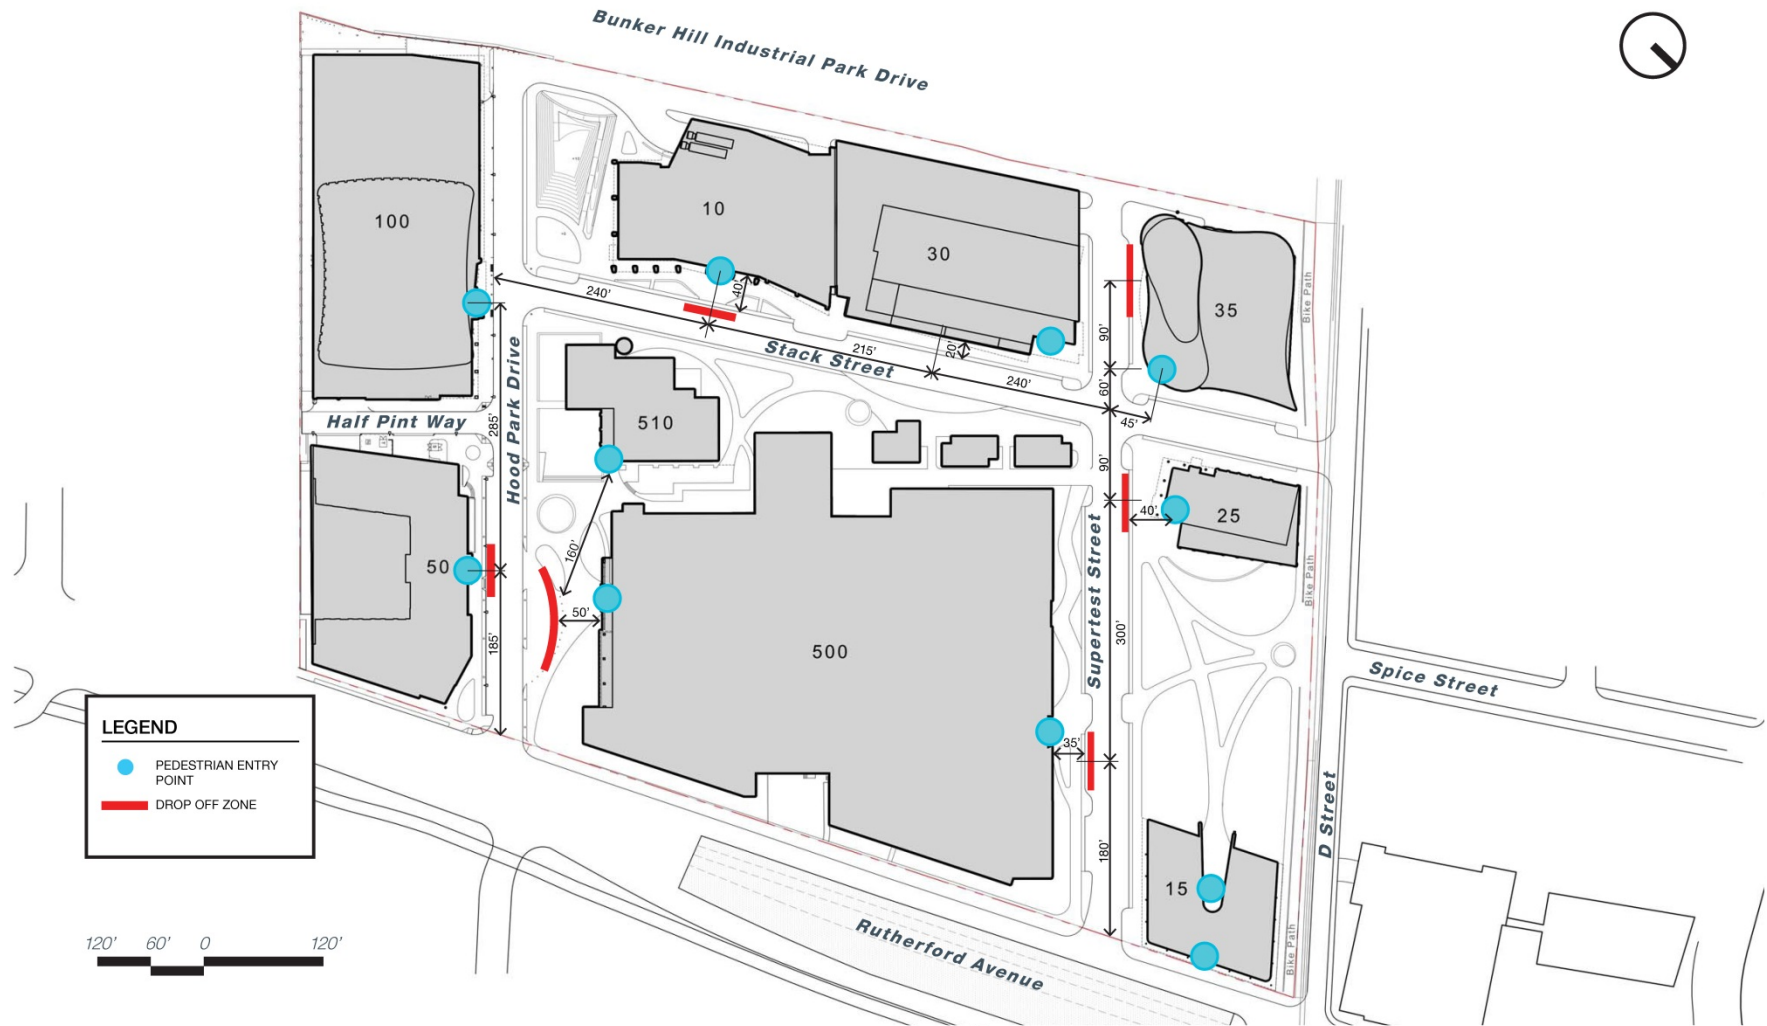 Bunker Hill Industrial Park Drive
100
10
30
35
Bike Path
240'
40'
215'
20'
240'
90'
60'
45'
Stack Street
Half Pint Way
Hood Park Drive
285'
510
90'
40'
25
Bike Path
50
160'
50'
185'
500
Supertest Street
300'
35'
180'
Spice Street
D Street
15
Bike Path
Rutherford Avenue
LEGEND
PEDESTRIAN ENTRY
POINT
DROP OFF ZONE
120' 60' 0 120'